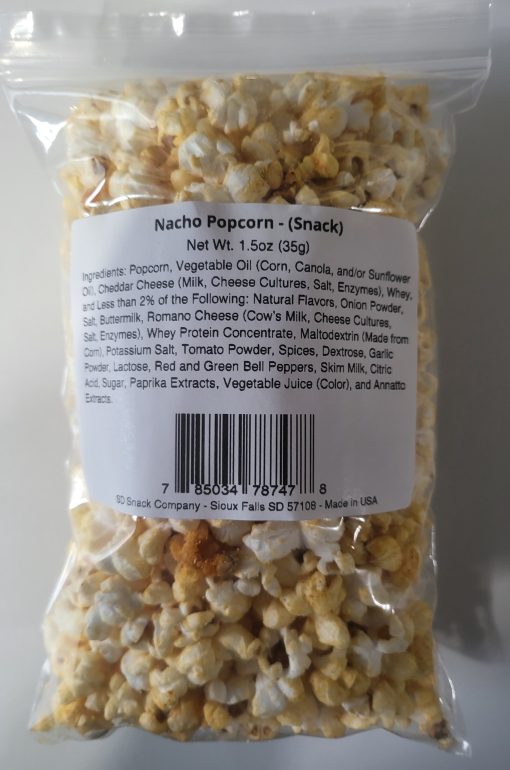 Nacho Popcorn - (Snack)
Net Wt. 1.5oz (35g)
Ingredients: Popcorn, Vegetable Oil (Corn, Canola, and/or Sunflower
Oil), Cheddar Cheese (Milk, Cheese Cultures, Salt, Enzymes), Whey,
and Less than 2% of the Following: Natural Flavors, Onion Powder,
Salt, Buttermilk, Romano Cheese (Cow's Milk, Cheese Cultures,
Salt, Enzymes), Whey Protein Concentrate, Maltodextrin (Made from
Corn), Potassium Salt, Tomato Powder, Spices, Dextrose, Garlic
Powder, Lactose, Red and Green Bell Peppers, Skim Milk, Citric
Acid, Sugar, Paprika Extracts, Vegetable Juice (Color), and Annatto
Extracts.
7 85034 78747 8
SD Snack Company - Sioux Falls SD 57108 - Made in USA